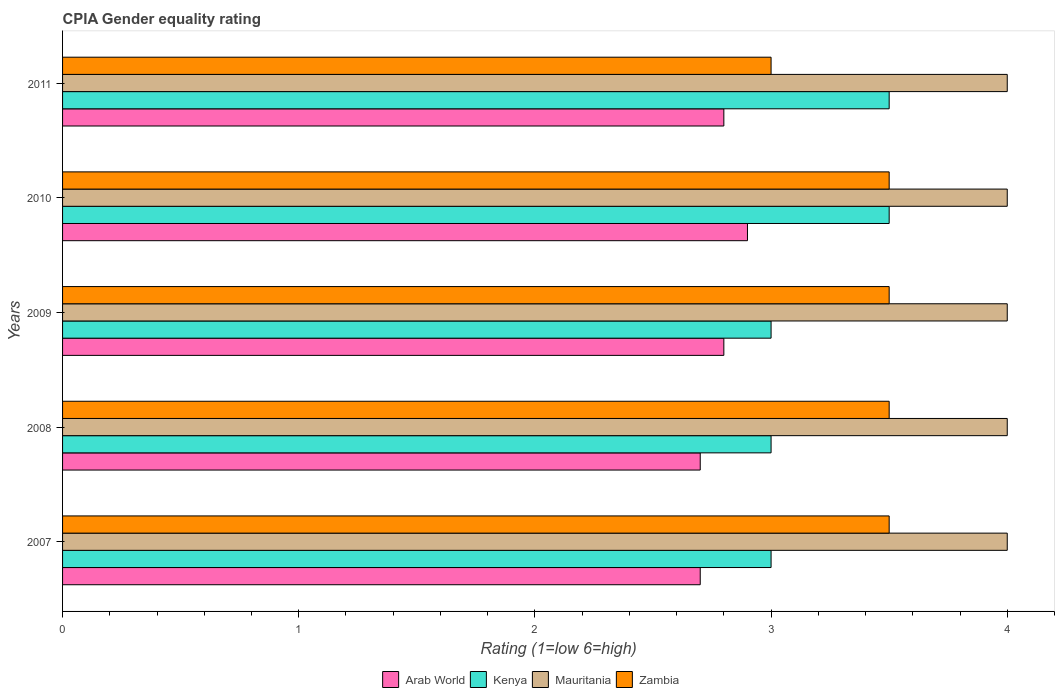 CPIA Gender equality rating
2011
2010
2009
2008
2007
Years
0
1
2
3
4
Rating (1=low 6=high)
Arab World
Kenya
Mauritania
Zambia